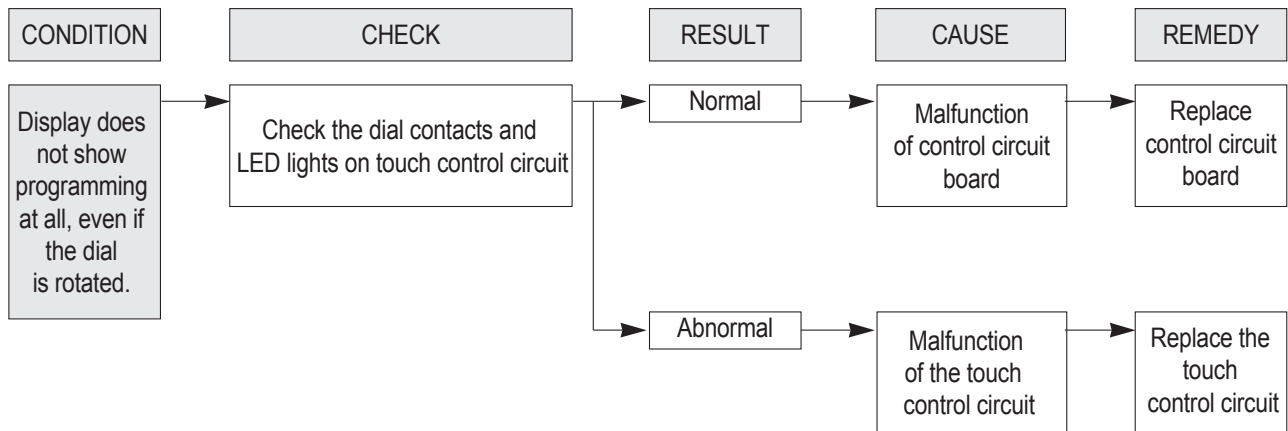 CONDITION
CHECK
RESULT
CAUSE
REMEDY
Display does
not show
programming
at all, even if
the dial
is rotated.
Check the dial contacts and
LED lights on touch control circuit
Normal
Malfunction
of control circuit
board
Replace
control circuit
board
Abnormal
Malfunction
of the touch
control circuit
Replace the
touch
control circuit